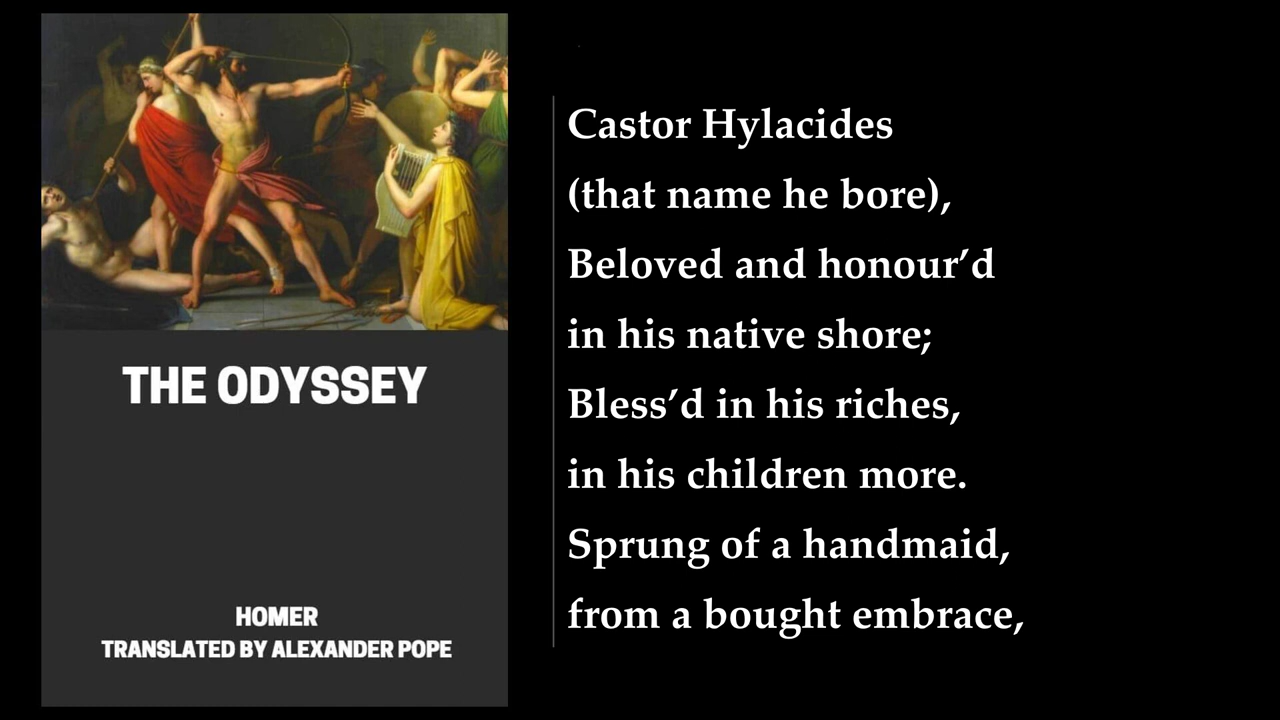 THE ODYSSEY
HOMER
TRANSLATED BY ALEXANDER POPE
Castor Hylacides
(that name he bore),
Beloved and honour’d
in his native shore;
Bless’d in his riches,
in his children more.
Sprung of a handmaid,
from a bought embrace,